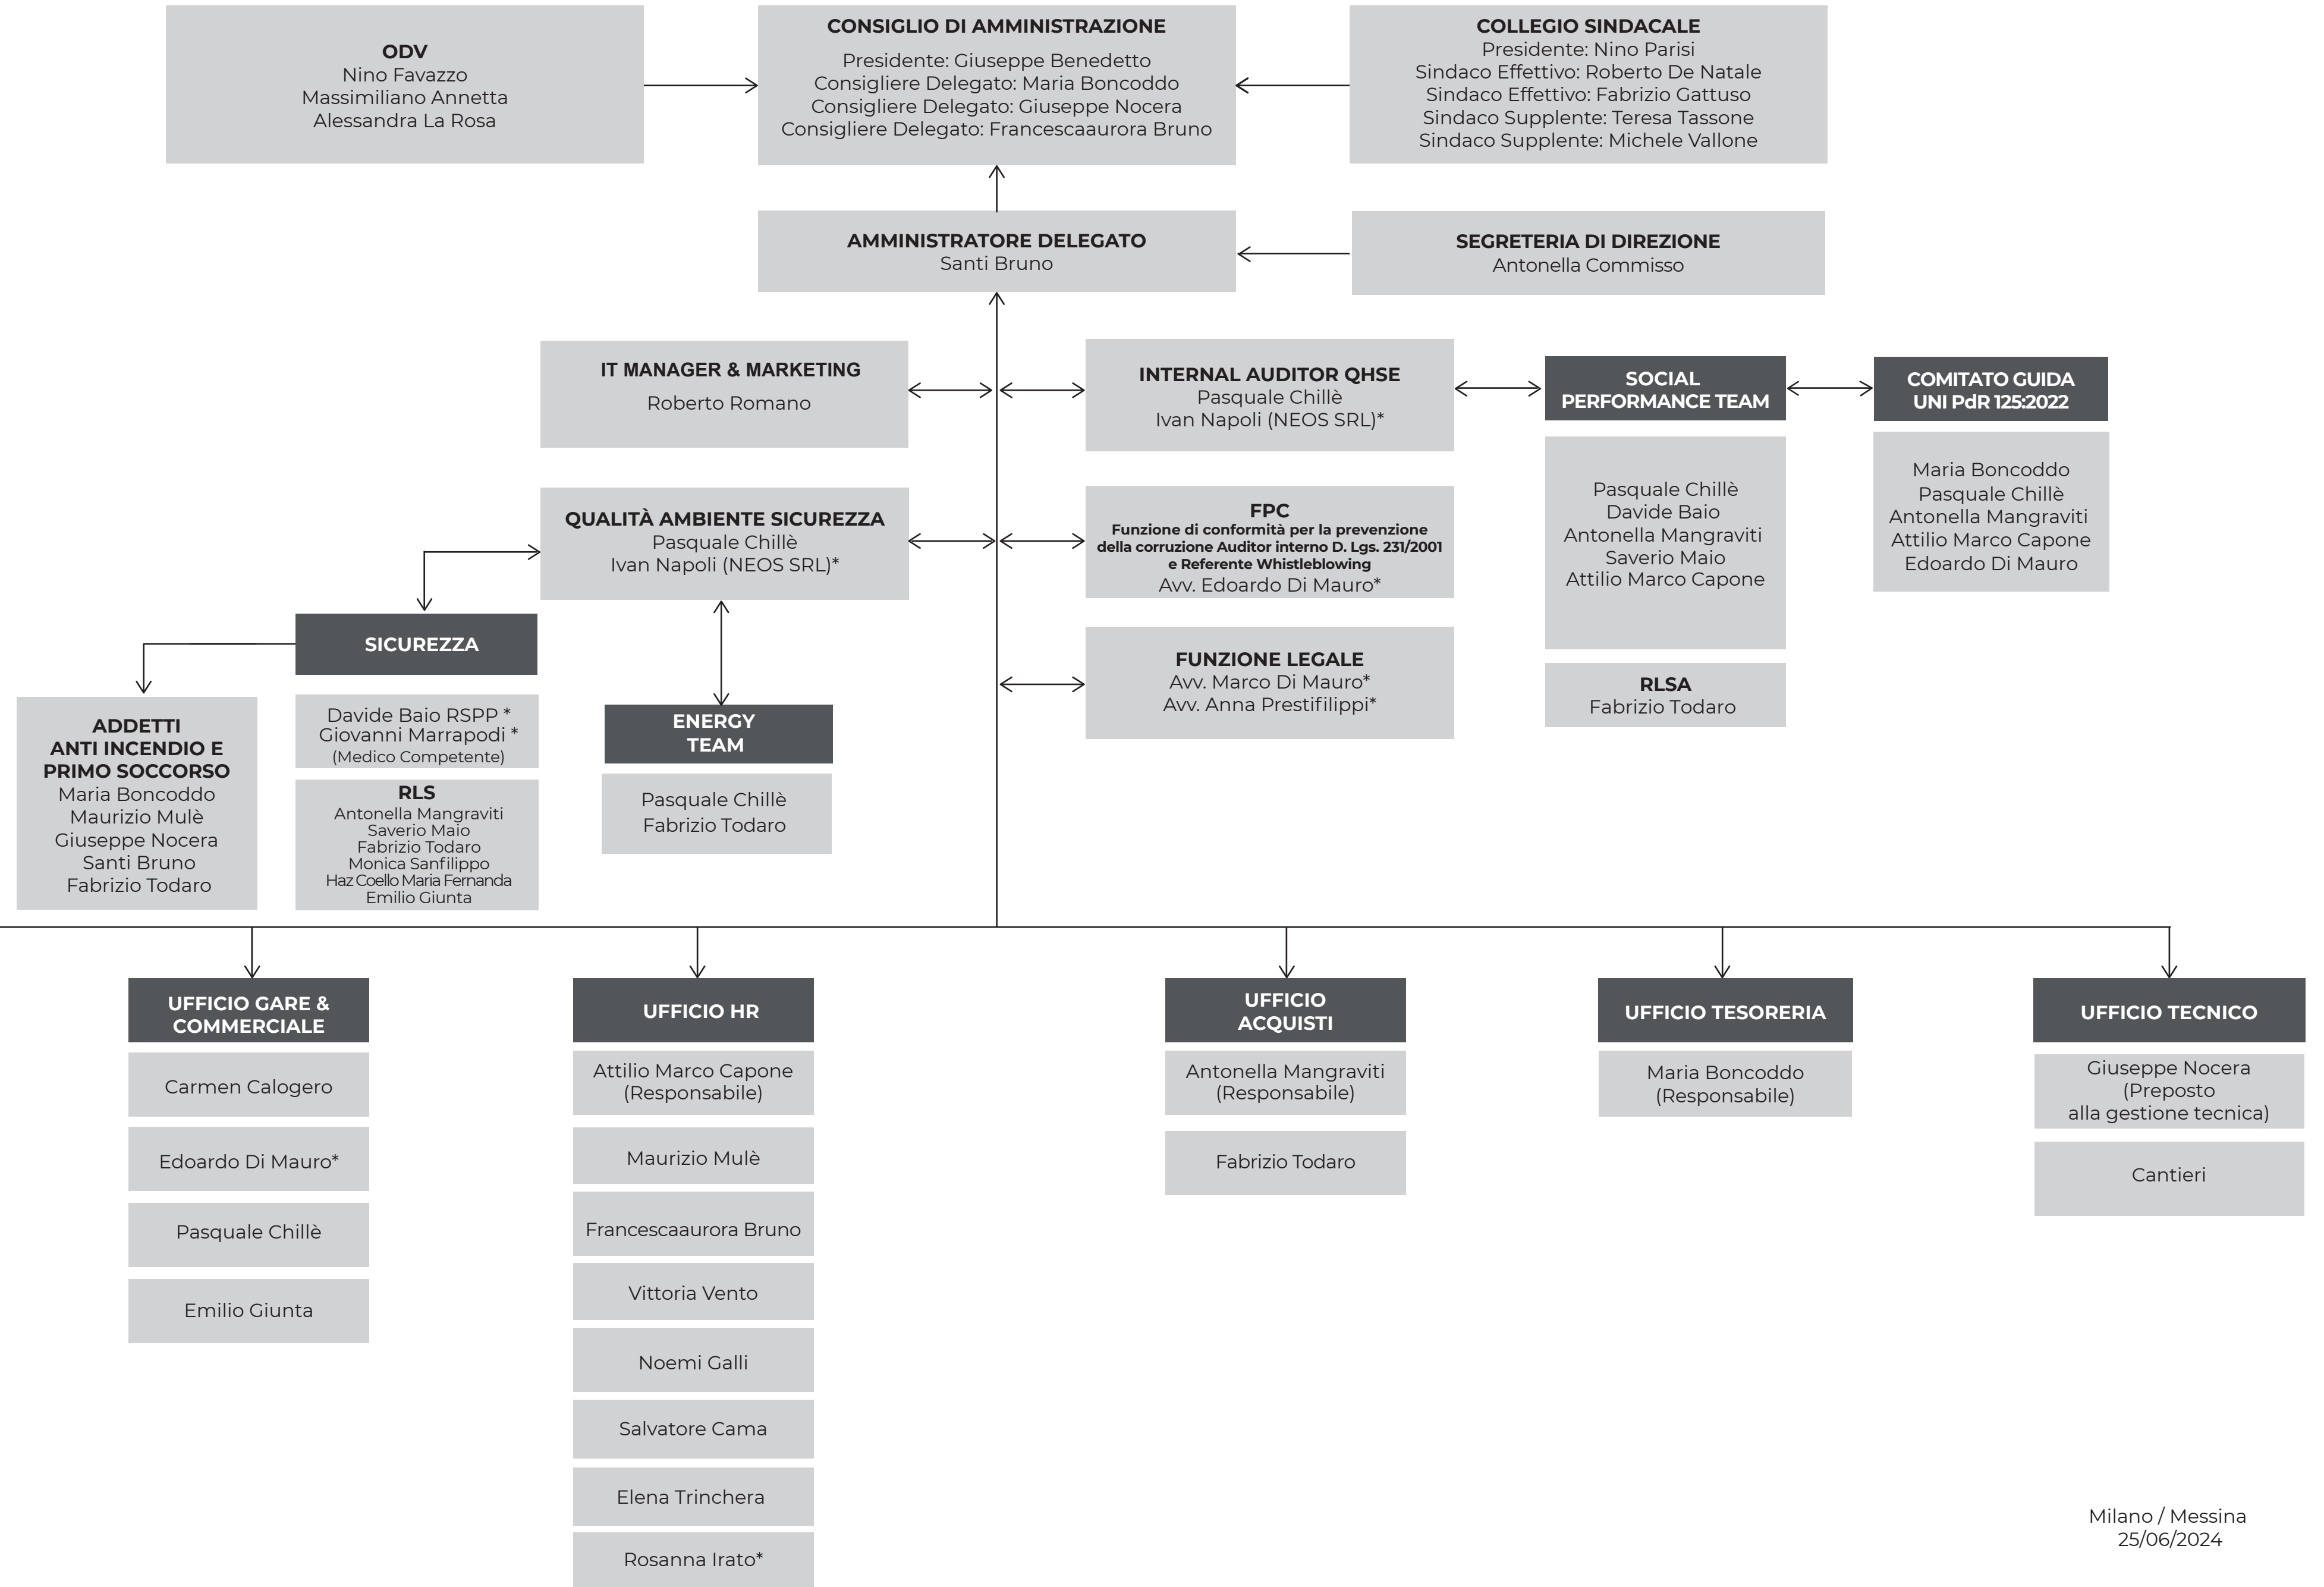 ODV
Nino Favazzo
Massimiliano Annetta
Alessandra La Rosa
CONSIGLIO DI AMMINISTRAZIONE
Presidente: Giuseppe Benedetto
Consigliere Delegato: Maria Boncoddo
Consigliere Delegato: Giuseppe Nocera
Consigliere Delegato: Francescaaurora Bruno
COLLEGIO SINDACALE
Presidente: Nino Parisi
Sindaco Effettivo: Roberto De Natale
Sindaco Effettivo: Fabrizio Gattuso
Sindaco Supplente: Teresa Tassone
Sindaco Supplente: Michele Vallone
AMMINISTRATORE DELEGATO
Santi Bruno
SEGRETERIA DI DIREZIONE
Antonella Commisso
IT MANAGER & MARKETING
Roberto Romano
INTERNAL AUDITOR QHSE
Pasquale Chillè
Ivan Napoli (NEOS SRL)*
SOCIAL
PERFORMANCE TEAM
Pasquale Chillè
Davide Baio
Antonella Mangraviti
Saverio Maio
Attilio Marco Capone
RLSA
Fabrizio Todaro
COMITATO GUIDA
UNI PdR 125:2022
Maria Boncoddo
Pasquale Chillè
Antonella Mangraviti
Attilio Marco Capone
Edoardo Di Mauro
QUALITÀ AMBIENTE SICUREZZA
Pasquale Chillè
Ivan Napoli (NEOS SRL)*
FPC
Funzione di conformità per la prevenzione
della corruzione Auditor interno D. Lgs. 231/2001
e Referente Whistleblowing
Avv. Edoardo Di Mauro*
FUNZIONE LEGALE
Avv. Marco Di Mauro*
Avv. Anna Prestifilippi*
SICUREZZA
Davide Baio RSPP *
Giovanni Marrapodi *
(Medico Competente)
RLS
Antonella Mangraviti
Saverio Maio
Fabrizio Todaro
Monica Sanfilippo
Haz Coello Maria Fernanda
Emilio Giunta
ADDETTI
ANTI INCENDIO E
PRIMO SOCCORSO
Maria Boncoddo
Maurizio Mulè
Giuseppe Nocera
Santi Bruno
Fabrizio Todaro
ENERGY
TEAM
Pasquale Chillè
Fabrizio Todaro
UFFICIO GARE &
COMMERCIALE
Carmen Calogero
Edoardo Di Mauro*
Pasquale Chillè
Emilio Giunta
UFFICIO HR
Attilio Marco Capone
(Responsabile)
Maurizio Mulè
Francescaaurora Bruno
Vittoria Vento
Noemi Galli
Salvatore Cama
Elena Trinchera
Rosanna Irato*
UFFICIO
ACQUISTI
Antonella Mangraviti
(Responsabile)
Fabrizio Todaro
UFFICIO TESORERIA
Maria Boncoddo
(Responsabile)
UFFICIO TECNICO
Giuseppe Nocera
(Preposto
alla gestione tecnica)
Cantieri
Milano / Messina
25/06/2024